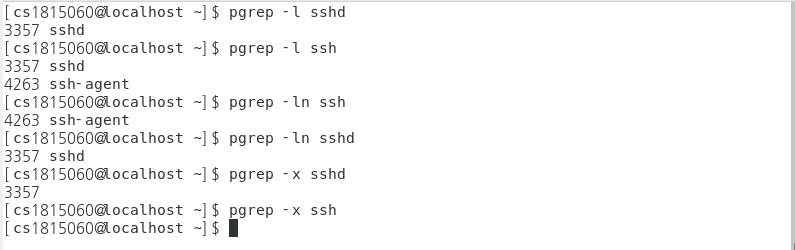 [cs1815060@localhost ~]$ pgrep -l sshd
3357 sshd
[cs1815060@localhost ~]$ pgrep -l ssh
3357 sshd
4263 ssh-agent
[cs1815060@localhost ~]$ pgrep -ln ssh
4263 ssh-agent
[cs1815060@localhost ~]$ pgrep -ln sshd
3357 sshd
[cs1815060@localhost ~]$ pgrep -x sshd
3357
[cs1815060@localhost ~]$ pgrep -x ssh
[cs1815060@localhost ~]$